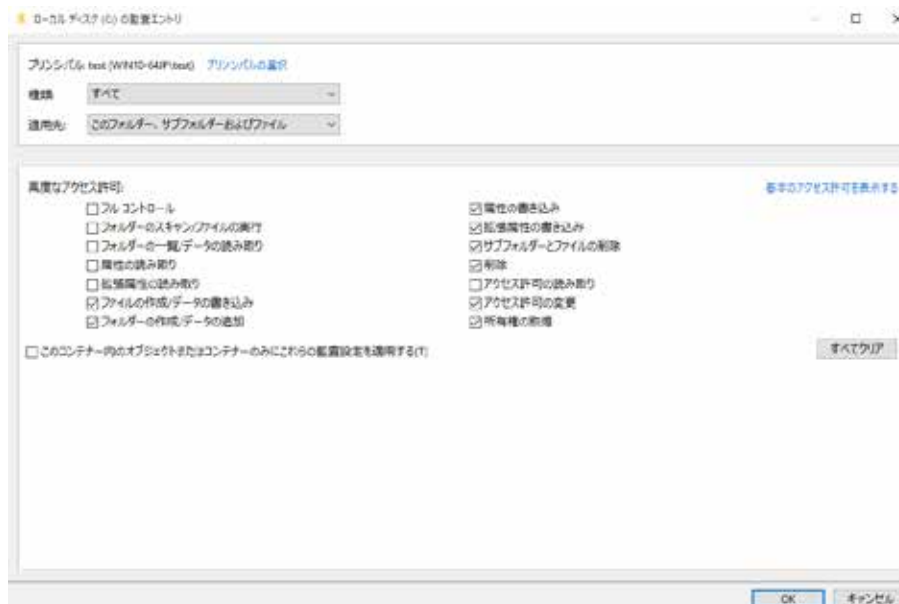 ローカル ディスク (C:) の監査エントリ
プリンシパル: test (WIN10-64JP\test) プリンシパルの選択
種類: すべて
適用先: このフォルダー、サブフォルダーおよびファイル
高度なアクセス許可:
基本のアクセス許可を表示する
フル コントロール
フォルダーのスキャン/ファイルの実行
フォルダーの一覧/データの読み取り
属性の読み取り
拡張属性の読み取り
ファイルの作成/データの書き込み
フォルダーの作成/データの追加
属性の書き込み
拡張属性の書き込み
サブフォルダーとファイルの削除
削除
アクセス許可の読み取り
アクセス許可の変更
所有権の取得
このコンテナー内のオブジェクトまたはコンテナーのみにこれらの監査設定を適用する(T)
すべてクリア
OK キャンセル